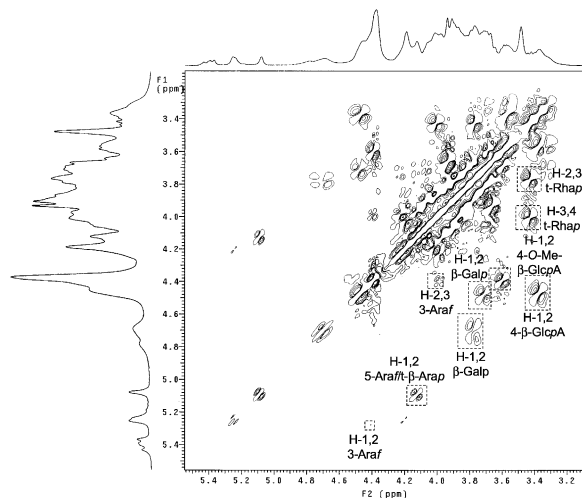 F1
(ppm)
3.4
3.6
3.8
4.0
4.2
4.4
4.6
4.8
5.0
5.2
5.4
H-2,3
t-Rhap
H-3,4
t-Rhap
H-1,2
4-O-Me-
β-GlcpA
H-1,2
β-Galp
H-2,3
3-Araf
H-1,2
4-β-GlcpA
H-1,2
β-Galp
H-1,2
5-Araf/t-β-Arap
H-1,2
3-Araf
5.4 5.2 5.0 4.8 4.6 4.4 4.2 4.0 3.8 3.6 3.4 3.2
F2 (ppm)